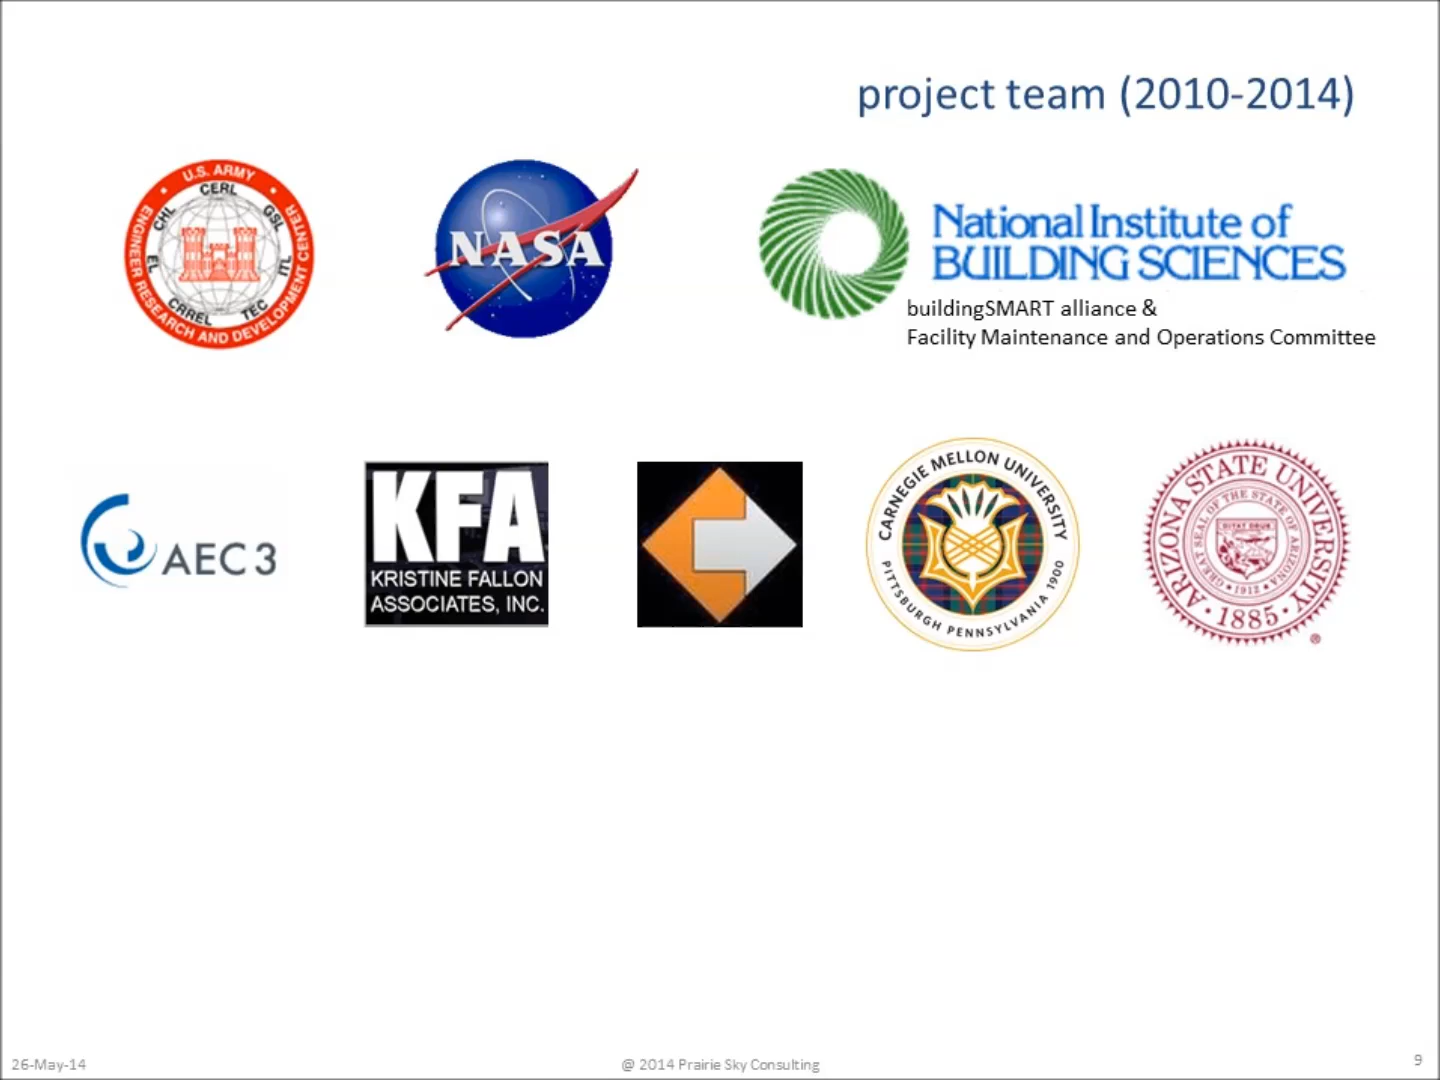 project team (2010-2014)
U.S. ARMY
ENGINEER RESEARCH AND DEVELOPMENT CENTER
CERL
CHL
GSL
EL
ITL
CRREL
TEC
NASA
National Institute of
BUILDING SCIENCES
buildingSMART alliance &
Facility Maintenance and Operations Committee
AEC3
KFA
KRISTINE FALLON
ASSOCIATES, INC.
CARNEGIE MELLON UNIVERSITY
PITTSBURGH PENNSYLVANIA 1900
ARIZONA STATE UNIVERSITY
GREAT SEAL OF THE STATE OF ARIZONA
DITAT DEUS
1912
1885
®
26-May-14
@ 2014 Prairie Sky Consulting
9